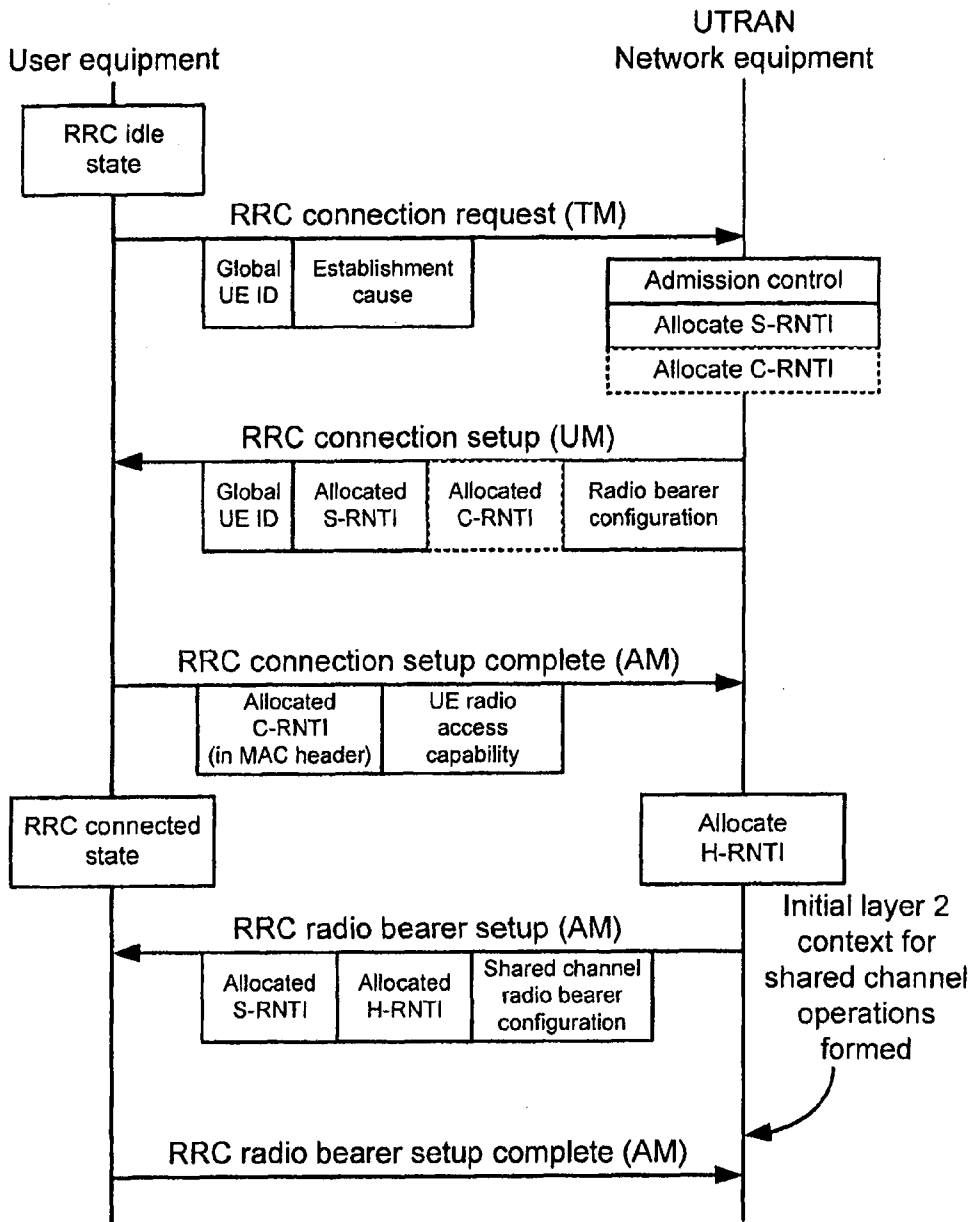 UTRAN
User equipment
Network equipment
RRC idle
state
RRC connection request (TM)
Global
UE ID
Establishment
cause
Admission control
Allocate S-RNTI
Allocate C-RNTI
RRC connection setup (UM)
Global
UE ID
Allocated
S-RNTI
Allocated
C-RNTI
Radio bearer
configuration
RRC connection setup complete (AM)
Allocated
C-RNTI
(in MAC header)
UE radio
access
capability
RRC connected
state
Allocate
H-RNTI
Initial layer 2
context for
shared channel
operations
formed
RRC radio bearer setup (AM)
Allocated
S-RNTI
Allocated
H-RNTI
Shared channel
radio bearer
configuration
RRC radio bearer setup complete (AM)